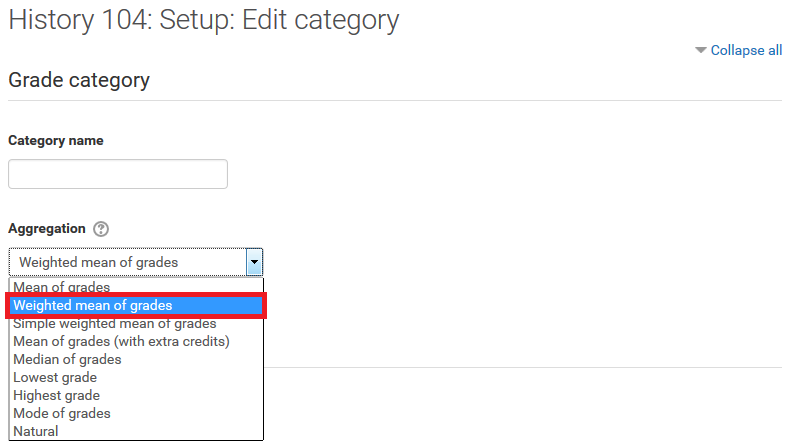 History 104: Setup: Edit category
Collapse all
Grade category
Category name
Aggregation ?
Weighted mean of grades
Mean of grades
Weighted mean of grades
Simple weighted mean of grades
Mean of grades (with extra credits)
Median of grades
Lowest grade
Highest grade
Mode of grades
Natural